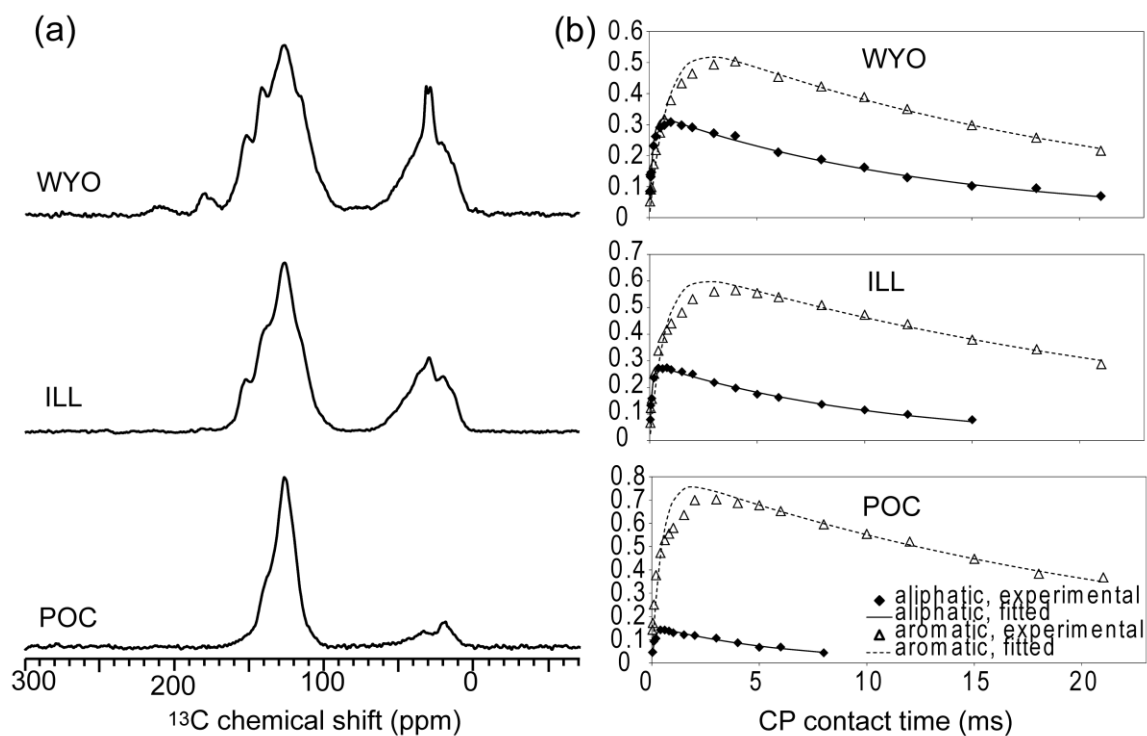 (a)
WYO
ILL
POC
300
200
100
0
¹³C chemical shift (ppm)
(b)
WYO
0.6
0.5
0.4
0.3
0.2
0.1
0
ILL
0.7
0.6
0.5
0.4
0.3
0.2
0.1
0
POC
0.8
0.7
0.6
0.5
0.4
0.3
0.2
0.1
0
aliphatic, experimental
aliphatic, fitted
aromatic, experimental
aromatic, fitted
0
5
10
15
20
CP contact time (ms)